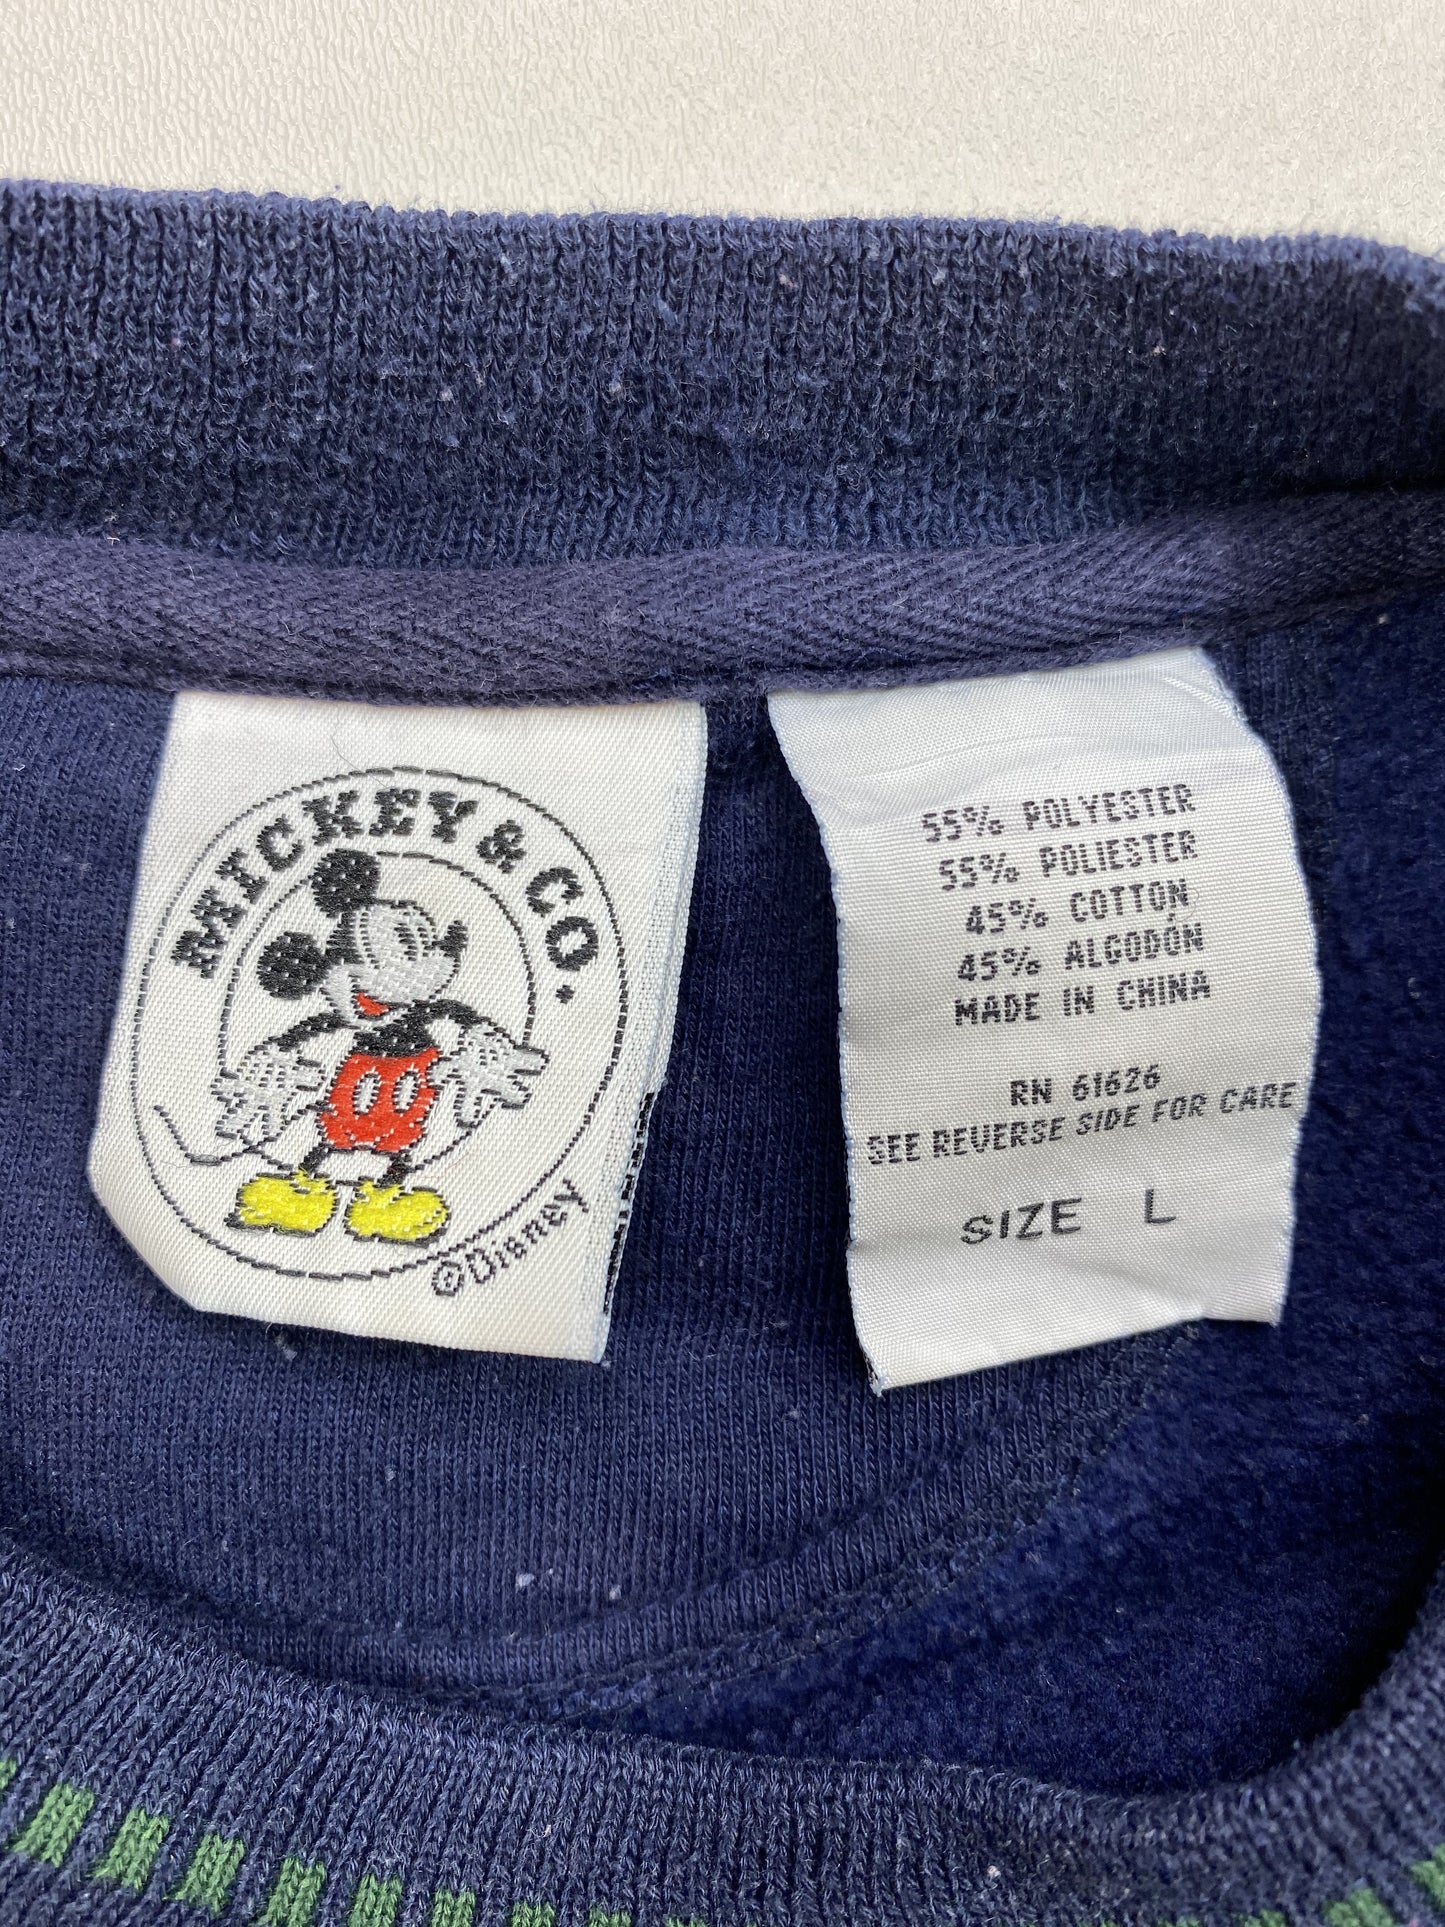 MICKEY & CO.
©Disney
55% POLYESTER
55% POLIESTER
45% COTTON
45% ALGODÓN
MADE IN CHINA
RN 61626
SEE REVERSE SIDE FOR CARE
SIZE L